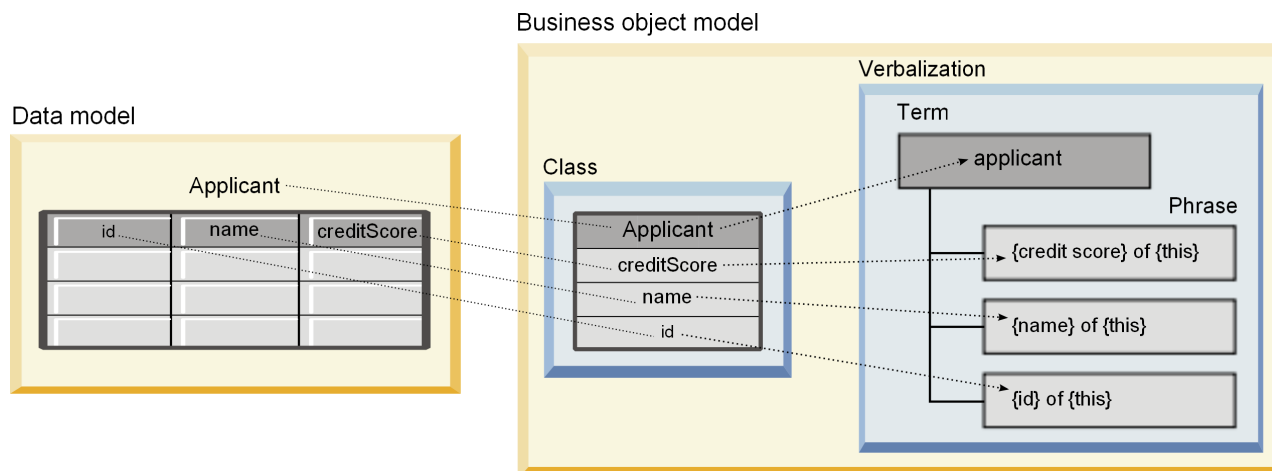 Business object model
Verbalization
Data model
Term
applicant
Class
Applicant
Phrase
id
name
creditScore
Applicant
{credit score} of {this}
creditScore
name
{name} of {this}
id
{id} of {this}